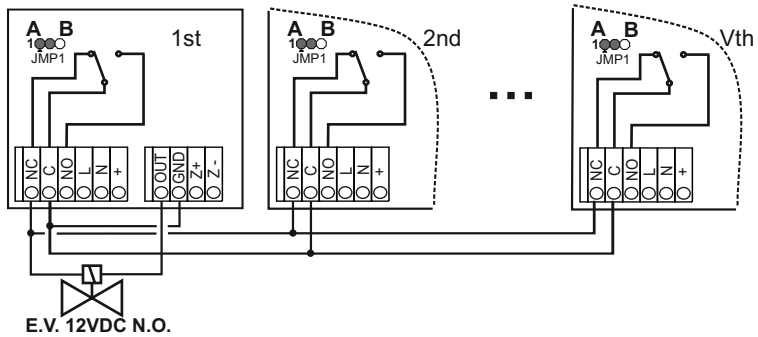 A B
1
JMP1
1st
NC C NO L N +
OUT GND Z+ Z -
A B
1
JMP1
2nd
NC C NO L N +
A B
1
JMP1
Vth
NC C NO L N +
E.V. 12VDC N.O.